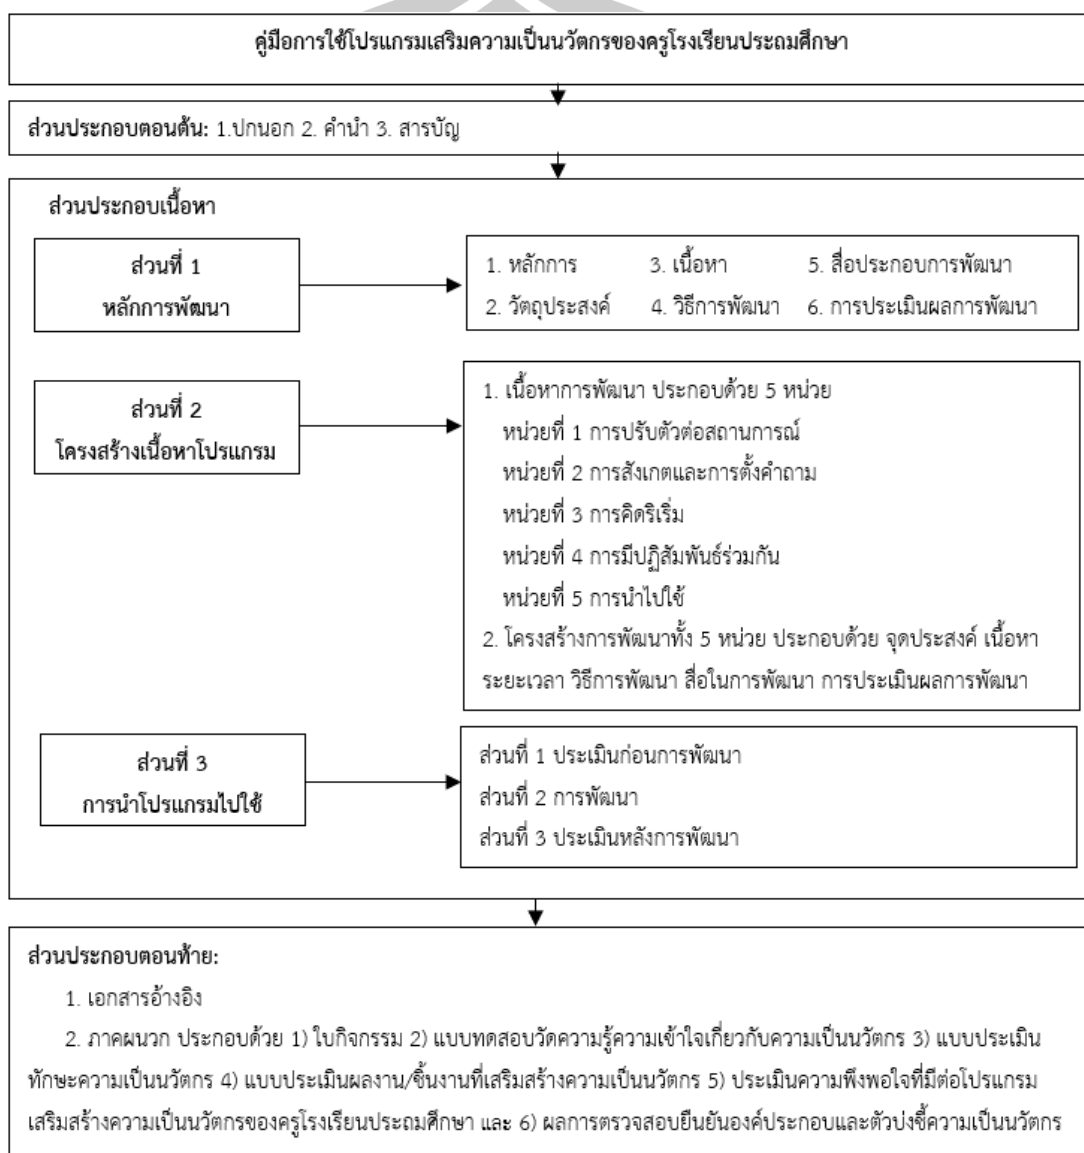 คู่มือการใช้โปรแกรมเสริมความเป็นนวัตกรของครูโรงเรียนประถมศึกษา
ส่วนประกอบตอนต้น: 1.ปกนอก 2. คำนำ 3. สารบัญ
ส่วนประกอบเนื้อหา
ส่วนที่ 1
หลักการพัฒนา
1. หลักการ 3. เนื้อหา 5. สื่อประกอบการพัฒนา
2. วัตถุประสงค์ 4. วิธีการพัฒนา 6. การประเมินผลการพัฒนา
ส่วนที่ 2
โครงสร้างเนื้อหาโปรแกรม
1. เนื้อหาการพัฒนา ประกอบด้วย 5 หน่วย
หน่วยที่ 1 การปรับตัวต่อสถานการณ์
หน่วยที่ 2 การสังเกตและการตั้งคำถาม
หน่วยที่ 3 การคิดริเริ่ม
หน่วยที่ 4 การมีปฏิสัมพันธ์ร่วมกัน
หน่วยที่ 5 การนำไปใช้
2. โครงสร้างการพัฒนาทั้ง 5 หน่วย ประกอบด้วย จุดประสงค์ เนื้อหา
ระยะเวลา วิธีการพัฒนา สื่อในการพัฒนา การประเมินผลการพัฒนา
ส่วนที่ 3
การนำโปรแกรมไปใช้
ส่วนที่ 1 ประเมินก่อนการพัฒนา
ส่วนที่ 2 การพัฒนา
ส่วนที่ 3 ประเมินหลังการพัฒนา
ส่วนประกอบตอนท้าย:
1. เอกสารอ้างอิง
2. ภาคผนวก ประกอบด้วย 1) ใบกิจกรรม 2) แบบทดสอบวัดความรู้ความเข้าใจเกี่ยวกับความเป็นนวัตกร 3) แบบประเมิน
ทักษะความเป็นนวัตกร 4) แบบประเมินผลงาน/ชิ้นงานที่เสริมสร้างความเป็นนวัตกร 5) ประเมินความพึงพอใจที่มีต่อโปรแกรม
เสริมสร้างความเป็นนวัตกรของครูโรงเรียนประถมศึกษา และ 6) ผลการตรวจสอบยืนยันองค์ประกอบและตัวบ่งชี้ความเป็นนวัตกร